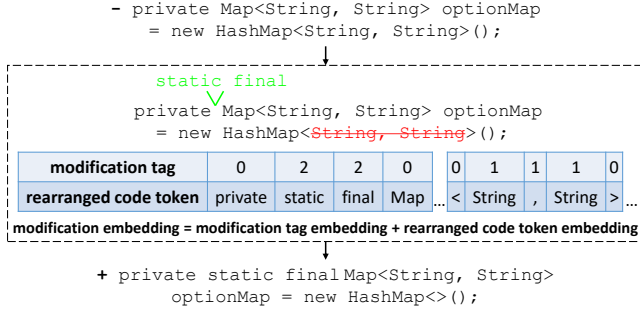 - private Map<String, String> optionMap
= new HashMap<String, String>();
static final
private Map<String, String> optionMap
= new HashMap<String, String>();
modification tag 0 2 2 0 0 1 1 1 0
rearranged code token private static final Map ... < String , String > ...
modification embedding = modification tag embedding + rearranged code token embedding
+ private static final Map<String, String>
optionMap = new HashMap<>();